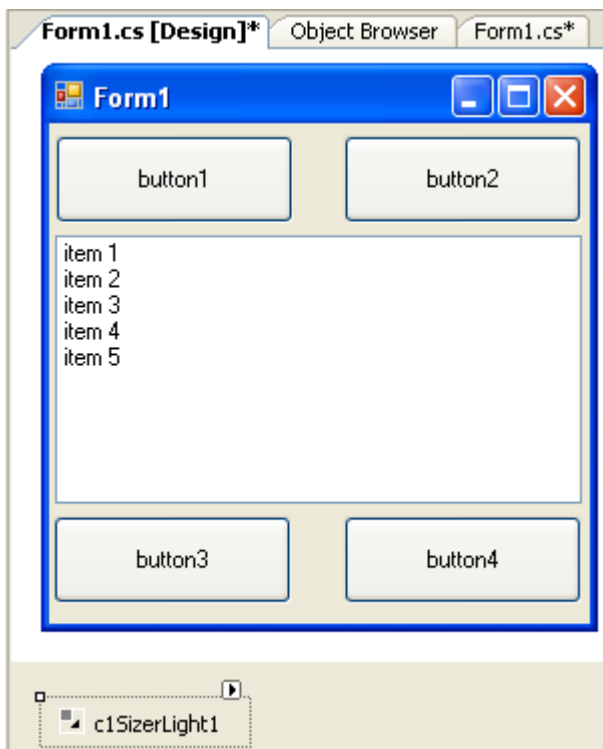 Form1.cs [Design]* Object Browser Form1.cs*
Form1
button1 button2
item 1
item 2
item 3
item 4
item 5
button3 button4
c1SizerLight1